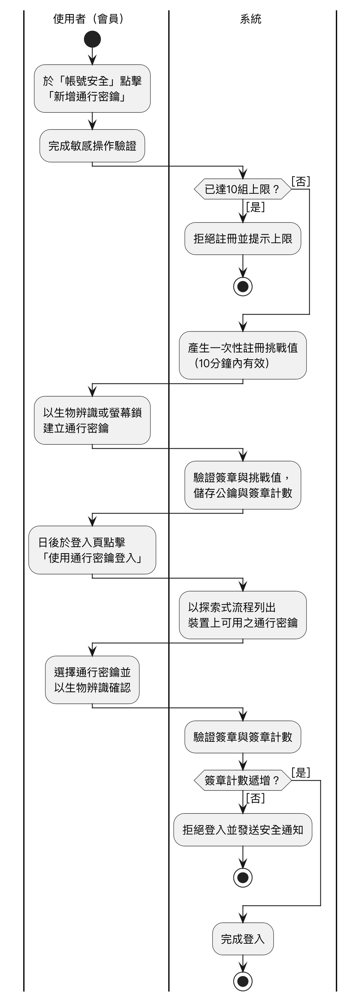 使用者（會員）
系統
於「帳號安全」點擊
「新增通行密鑰」
完成敏感操作驗證
已達10組上限？
[否]
[是]
拒絕註冊並提示上限
產生一次性註冊挑戰值
（10分鐘內有效）
以生物辨識或螢幕鎖
建立通行密鑰
驗證簽章與挑戰值，
儲存公鑰與簽章計數
日後於登入頁點擊
「使用通行密鑰登入」
以探索式流程列出
裝置上可用之通行密鑰
選擇通行密鑰並
以生物辨識確認
驗證簽章與簽章計數
簽章計數遞增？
[是]
[否]
拒絕登入並發送安全通知
完成登入